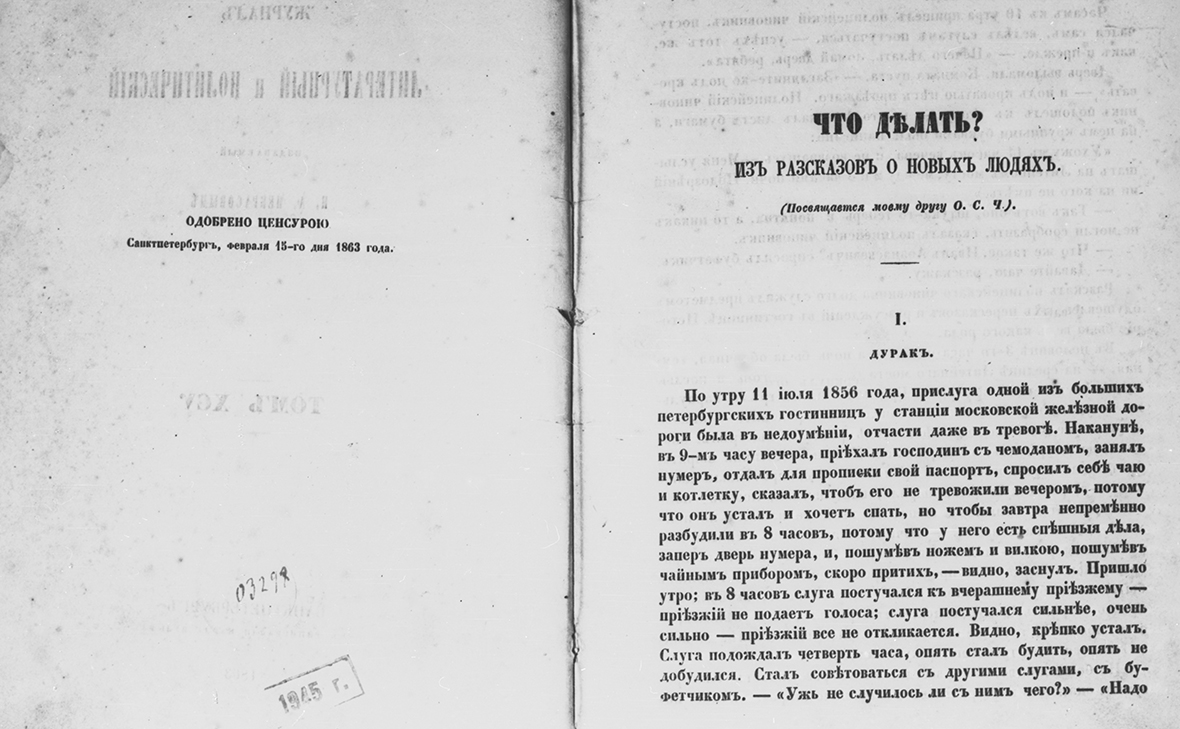 ЖУРНАЛЪ
ЛИТЕРАТУРНЫЙ И ПОЛИТИЧЕСКІЙ
ОДОБРЕНО ЦЕНСУРОЮ
Санктпетербургъ, февраля 15-го дня 1863 года.
ТОМЪ XCV
03298
1945 г.
ЧТО ДѢЛАТЬ?
ИЗЪ РАЗСКАЗОВЪ О НОВЫХЪ ЛЮДЯХЪ.
(Посвящается моему другу О. С. Ч.).
I.
ДУРАКЪ.
По утру 11 іюля 1856 года, прислуга одной изъ большихъ
петербургскихъ гостинницъ у станціи московской желѣзной до-
роги была въ недоумѣніи, отчасти даже въ тревогѣ. Наканунѣ,
въ 9-мъ часу вечера, пріѣхалъ господинъ съ чемоданомъ, занялъ
нумеръ, отдалъ для прописки свой паспортъ, спросилъ себѣ чаю
и котлетку, сказалъ, чтобъ его не тревожили вечеромъ, потому
что онъ усталъ и хочетъ спать, но чтобы завтра непремѣнно
разбудили въ 8 часовъ, потому что у него есть спѣшныя дѣла,
заперъ дверь нумера, и, пошумѣвъ ножемъ и вилкою, пошумѣвъ
чайнымъ приборомъ, скоро притихъ, — видно, заснулъ. Пришло
утро; въ 8 часовъ слуга постучался къ вчерашнему пріѣзжему —
пріѣзжій не подаетъ голоса; слуга постучался сильнѣе, очень
сильно — пріѣзжій все не откликается. Видно, крѣпко усталъ.
Слуга подождалъ четверть часа, опять сталъ будить, опять не
добудился. Сталъ совѣтоваться съ другими слугами, съ бу-
фетчикомъ. — «Ужь не случилось ли съ нимъ чего?» — «Надо